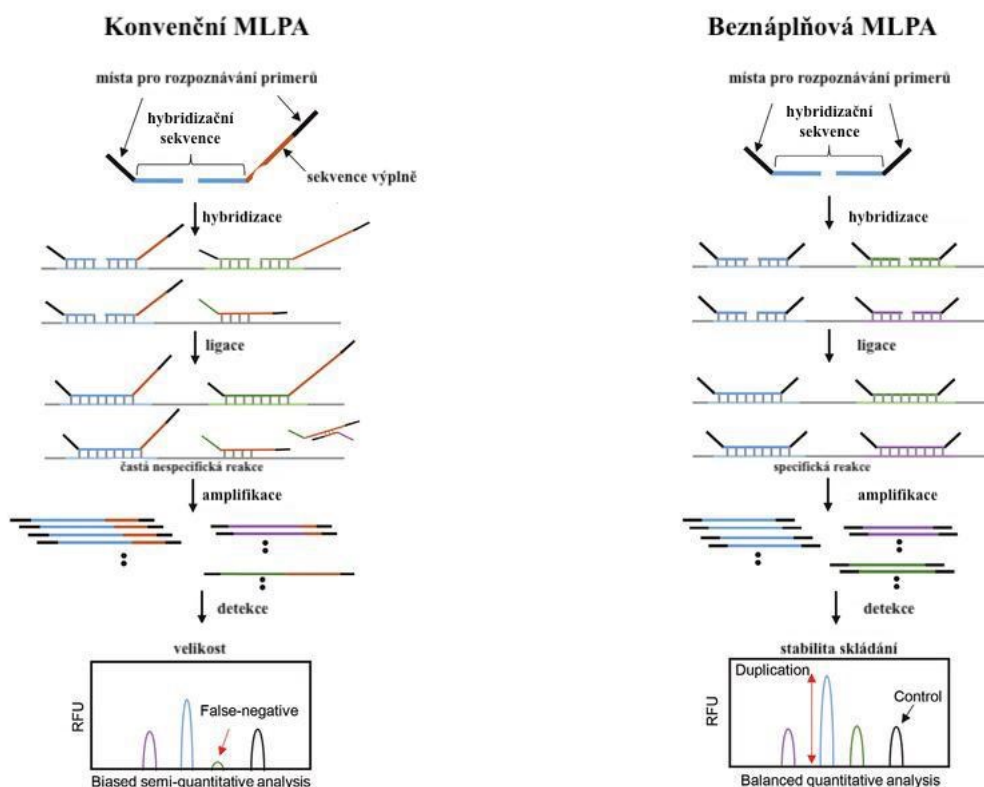 Konvenční MLPA
místa pro rozpoznávání primerů
hybridizační
sekvence
sekvence výplně
hybridizace
ligace
častá nespecifická reakce
amplifikace
detekce
velikost
RFU
False-negative
Biased semi-quantitative analysis
Beznáplňová MLPA
místa pro rozpoznávání primerů
hybridizační
sekvence
hybridizace
ligace
specifická reakce
amplifikace
detekce
stabilita skládání
RFU
Duplication
Control
Balanced quantitative analysis